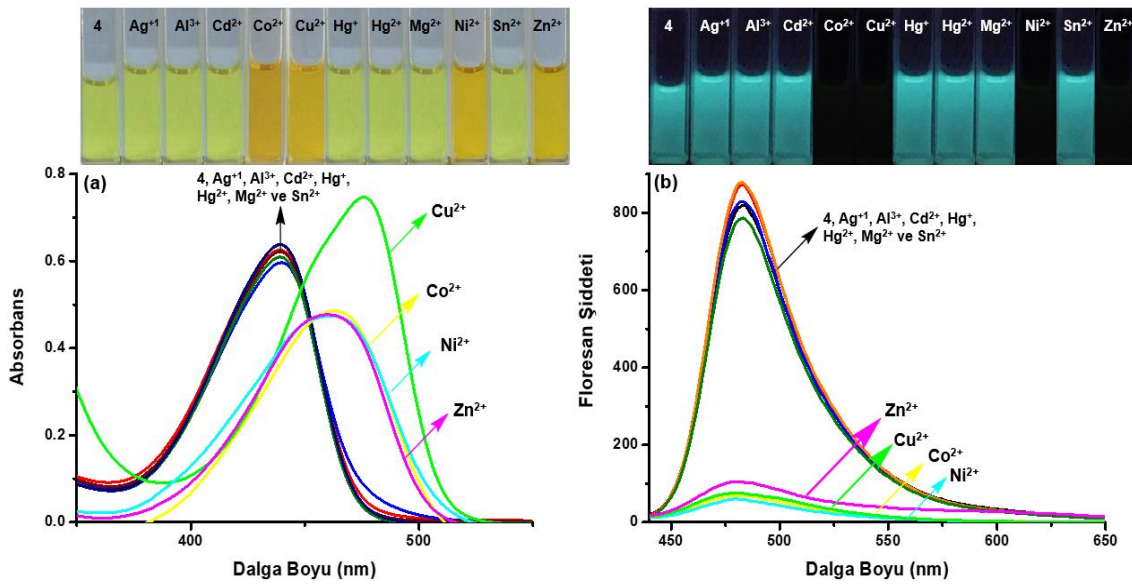 4 Ag⁺¹ Al³⁺ Cd²⁺ Co²⁺ Cu²⁺ Hg⁺ Hg²⁺ Mg²⁺ Ni²⁺ Sn²⁺ Zn²⁺
(a)
4, Ag⁺¹, Al³⁺, Cd²⁺, Hg⁺,
Hg²⁺, Mg²⁺ ve Sn²⁺
Cu²⁺
Co²⁺
Ni²⁺
Zn²⁺
Absorbans
0.8
0.6
0.4
0.2
0.0
400 500
Dalga Boyu (nm)
4 Ag⁺¹ Al³⁺ Cd²⁺ Co²⁺ Cu²⁺ Hg⁺ Hg²⁺ Mg²⁺ Ni²⁺ Sn²⁺ Zn²⁺
(b)
4, Ag⁺¹, Al³⁺, Cd²⁺, Hg⁺,
Hg²⁺, Mg²⁺ ve Sn²⁺
Zn²⁺
Cu²⁺
Co²⁺
Ni²⁺
Floresan Şiddeti
800
600
400
200
0
450 500 550 600 650
Dalga Boyu (nm)